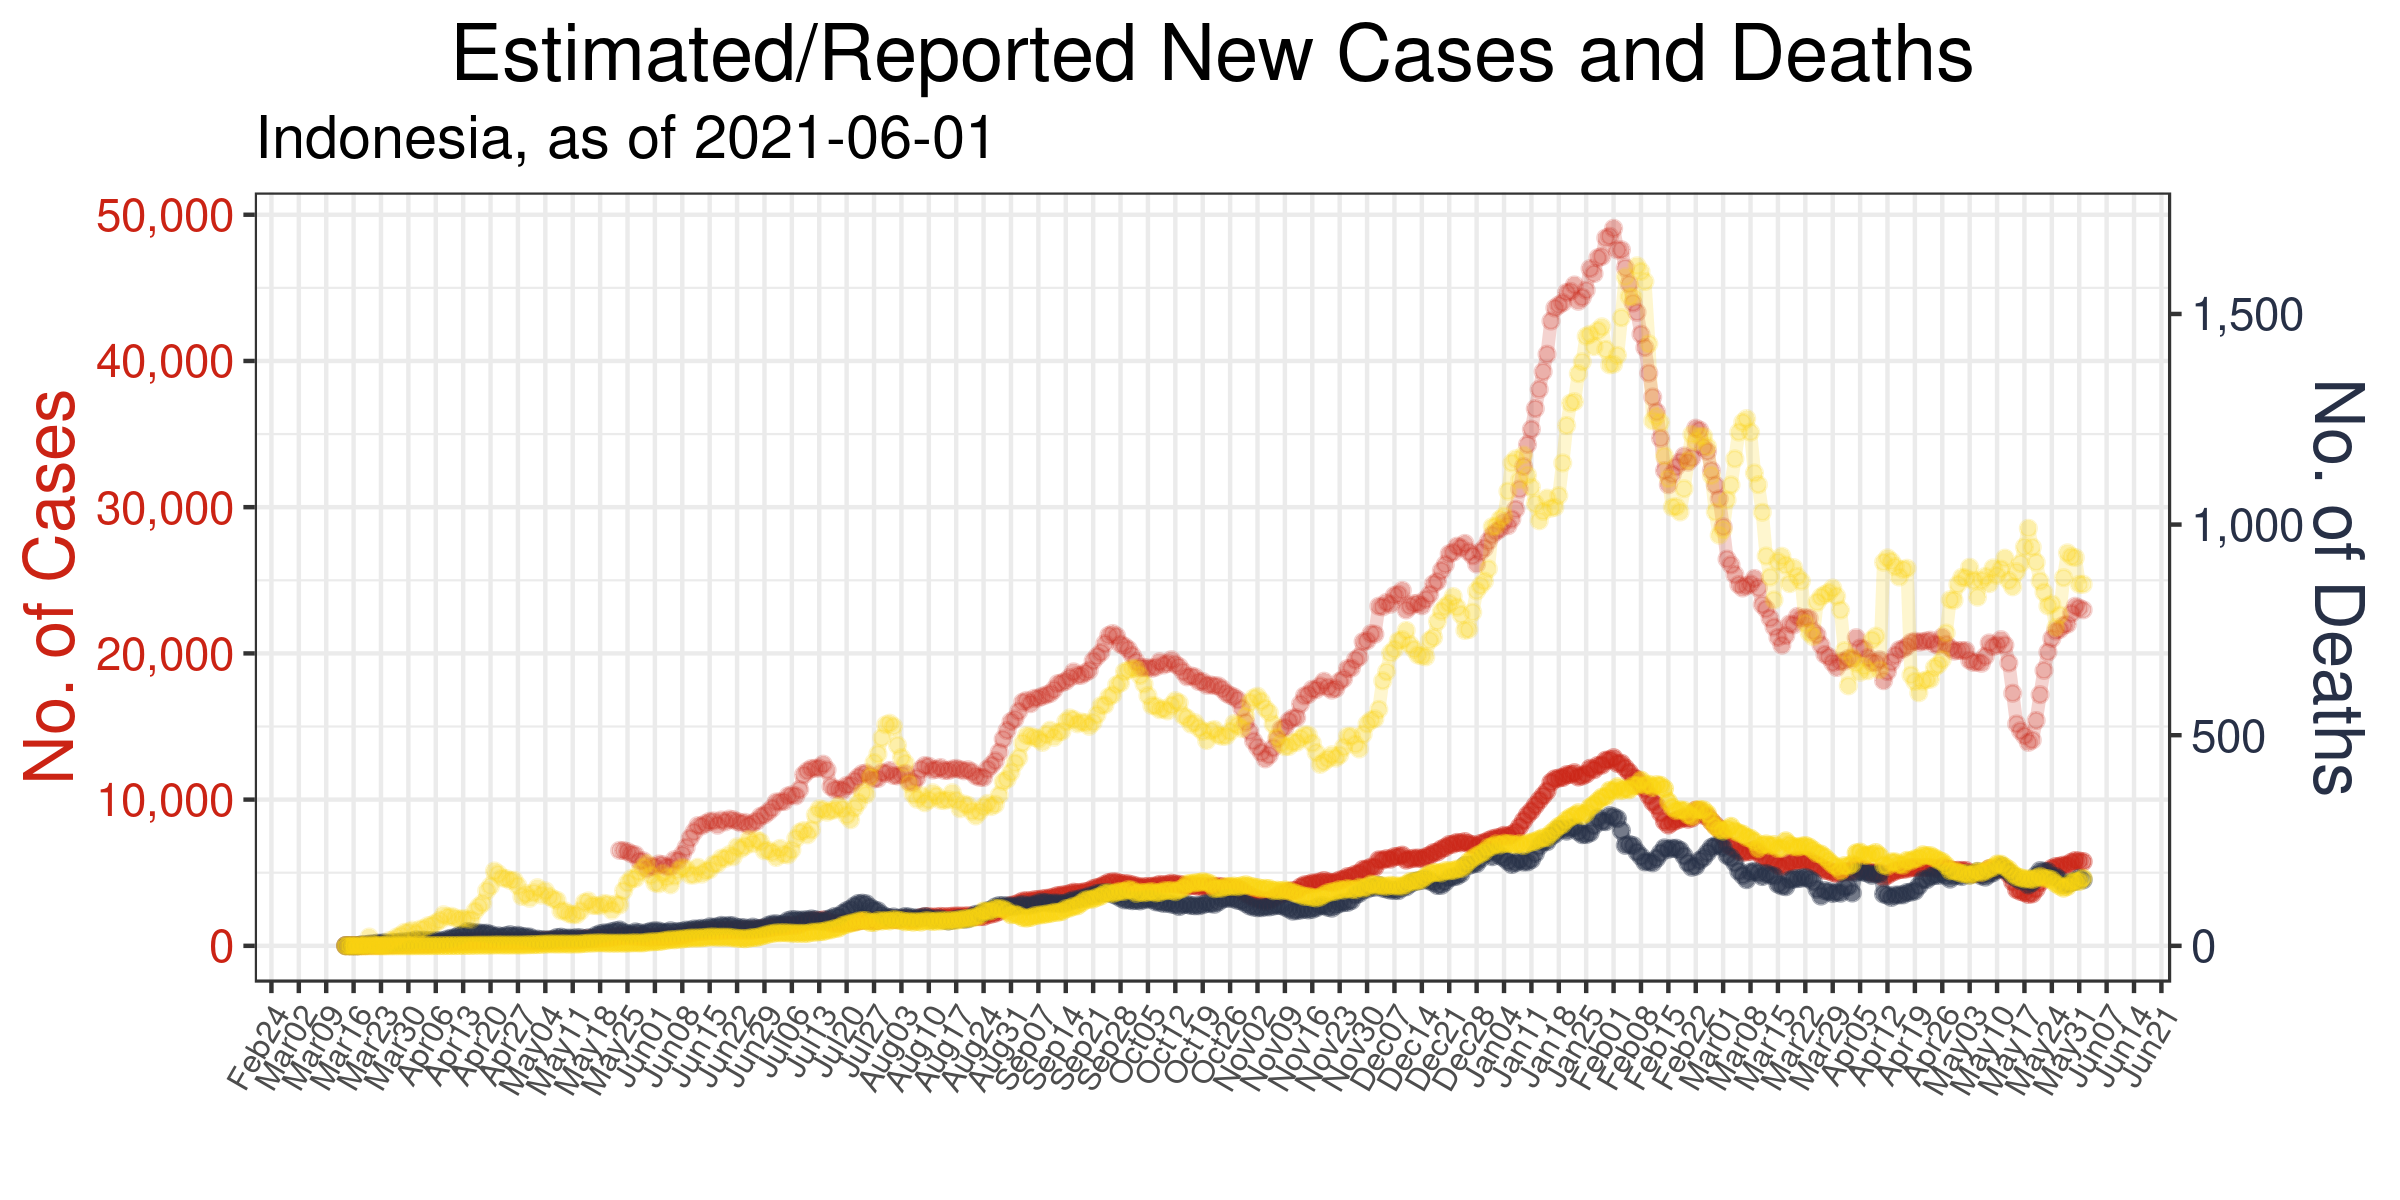 Estimated/Reported New Cases and Deaths
Indonesia, as of 2021-06-01
No. of Cases
50,000
40,000
30,000
20,000
10,000
0
No. of Deaths
1,500
1,000
500
0
Feb24
Mar02
Mar09
Mar16
Mar23
Mar30
Apr06
Apr13
Apr20
Apr27
May04
May11
May18
May25
Jun01
Jun08
Jun15
Jun22
Jun29
Jul06
Jul13
Jul20
Jul27
Aug03
Aug10
Aug17
Aug24
Aug31
Sep07
Sep14
Sep21
Sep28
Oct05
Oct12
Oct19
Oct26
Nov02
Nov09
Nov16
Nov23
Nov30
Dec07
Dec14
Dec21
Dec28
Jan04
Jan11
Jan18
Jan25
Feb01
Feb08
Feb15
Feb22
Mar01
Mar08
Mar15
Mar22
Mar29
Apr05
Apr12
Apr19
Apr26
May03
May10
May17
May24
May31
Jun07
Jun14
Jun21